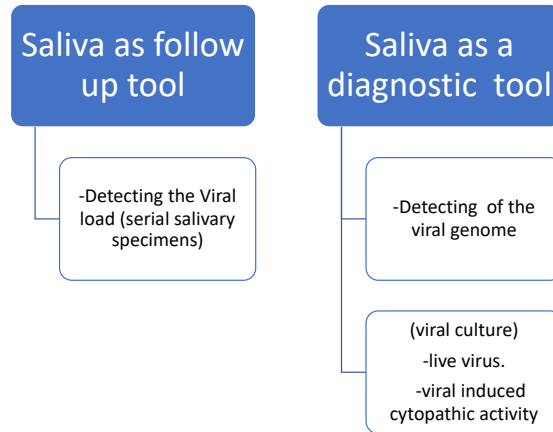 Saliva as follow
up tool
-Detecting the Viral
load (serial salivary
specimens)
Saliva as a
diagnostic tool
-Detecting of the
viral genome
(viral culture)
-live virus.
-viral induced
cytopathic activity